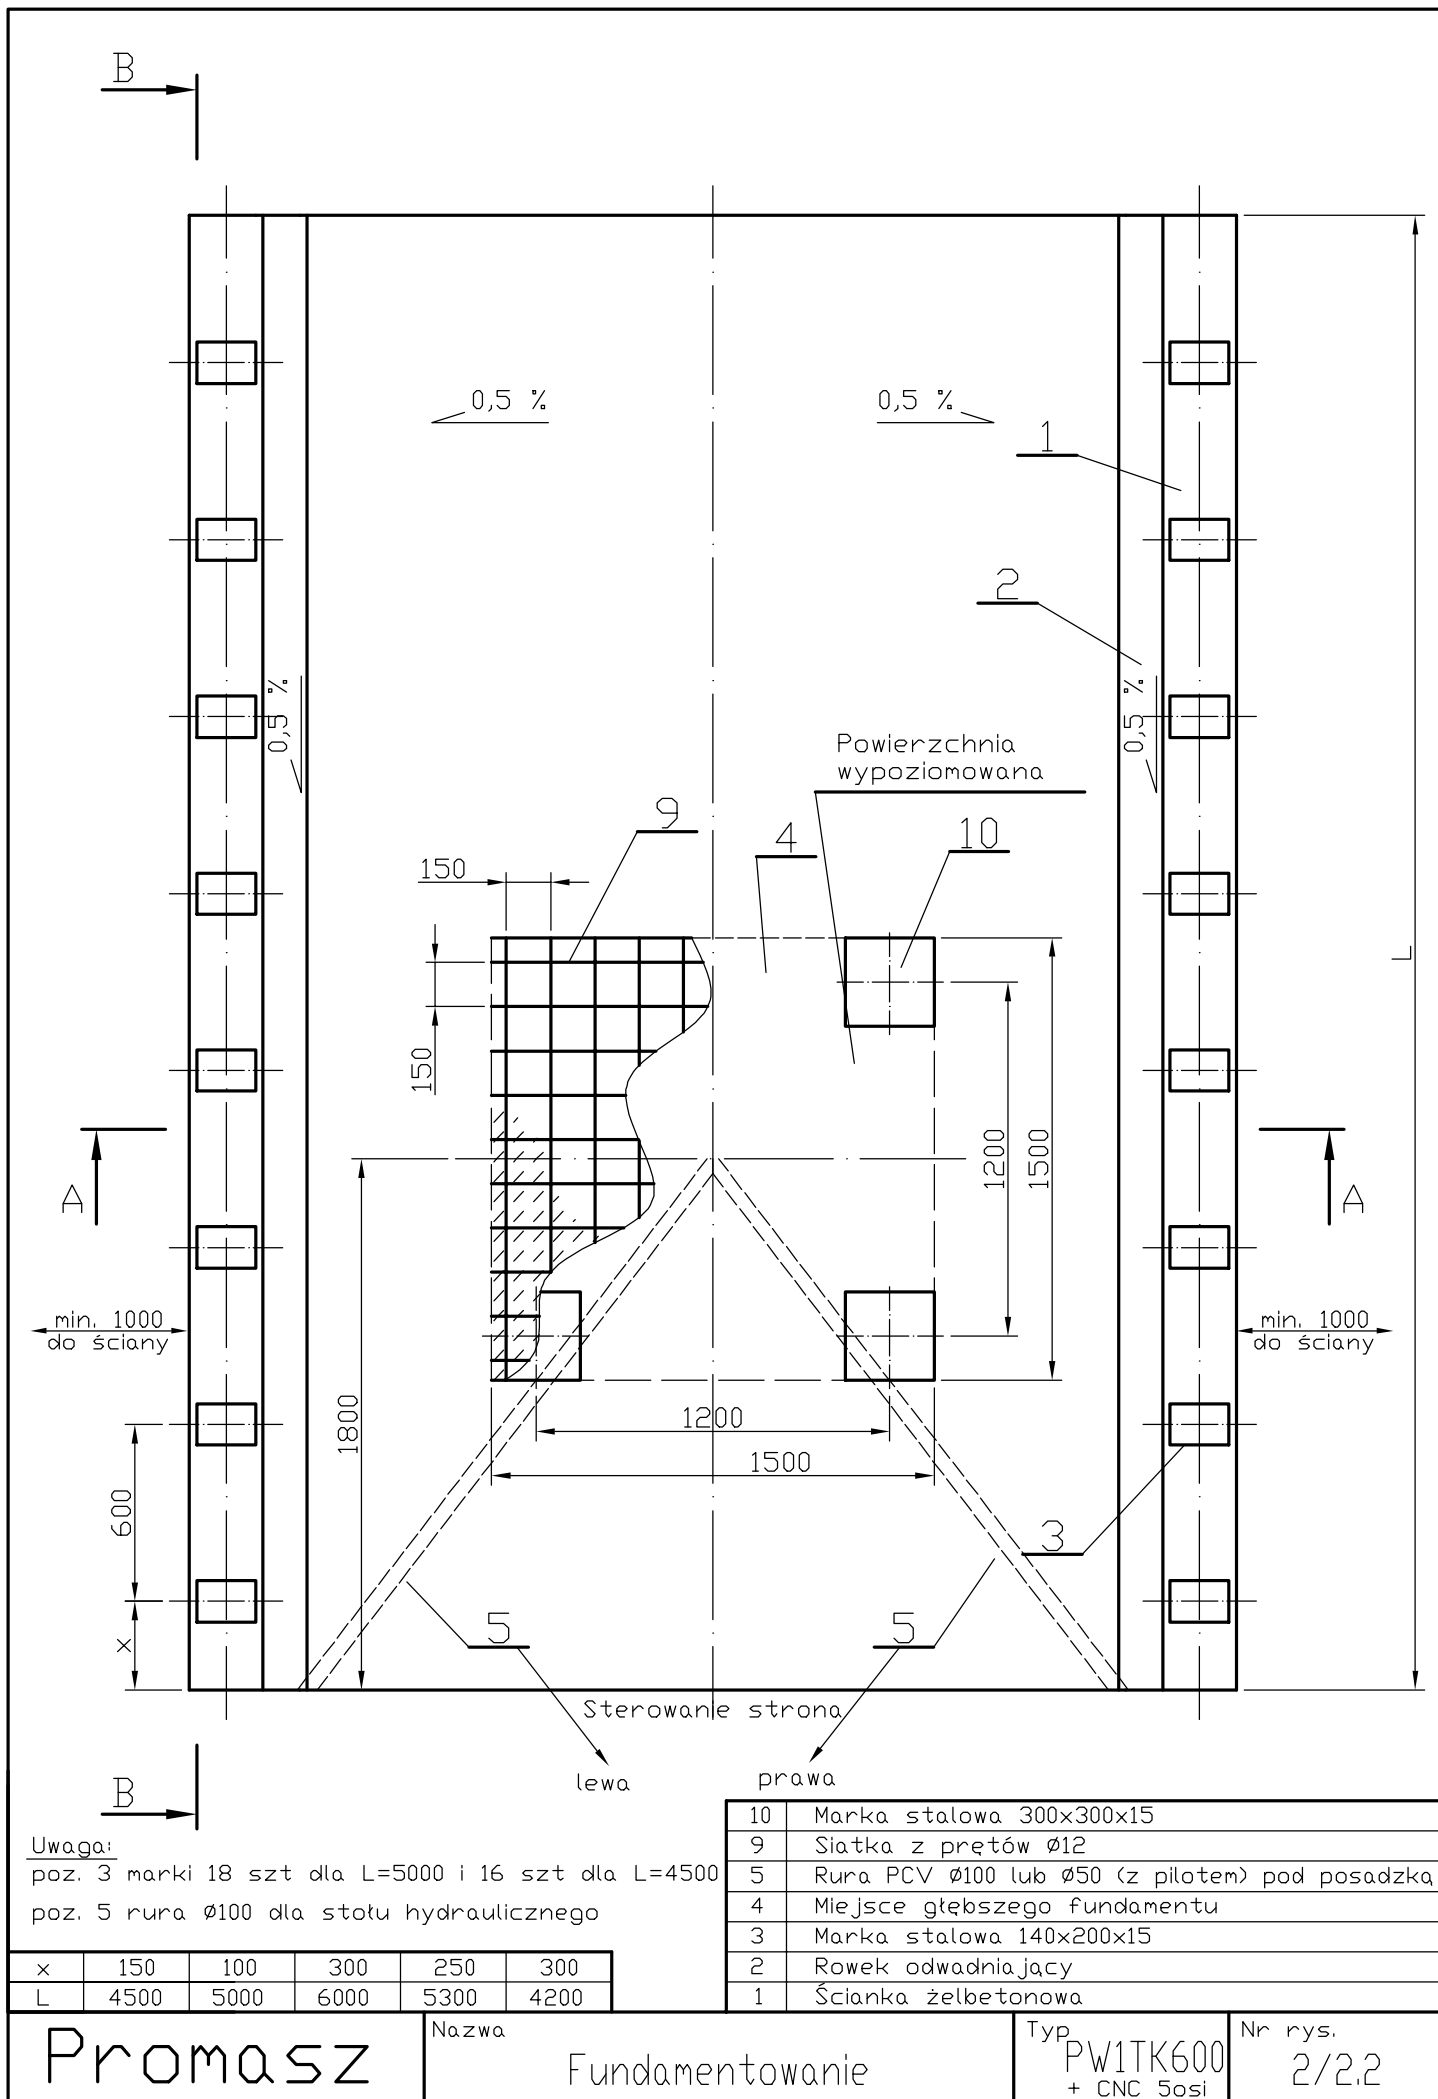 B
0,5 %
0,5 %
1
2
0,5 %
0,5 %
Powierzchnia
wypoziomowana
9
4
10
150
150
L
1200
1500
A
A
min. 1000
do ściany
min. 1000
do ściany
1800
1200
1500
600
3
x
5
5
Sterowanie strona
lewa
prawa
B
Uwaga:
poz. 3 marki 18 szt dla L=5000 i 16 szt dla L=4500
poz. 5 rura Ø100 dla stołu hydraulicznego
x 150 100 300 250 300
L 4500 5000 6000 5300 4200
10 Marka stalowa 300x300x15
9 Siatka z prętów Ø12
5 Rura PCV Ø100 lub Ø50 (z pilotem) pod posadzką
4 Miejsce głębszego fundamentu
3 Marka stalowa 140x200x15
2 Rowek odwadniający
1 Ścianka żelbetonowa
Promasz
Nazwa
Fundamentowanie
Typ
PW1TK600
+ CNC 5osi
Nr rys.
2/2.2